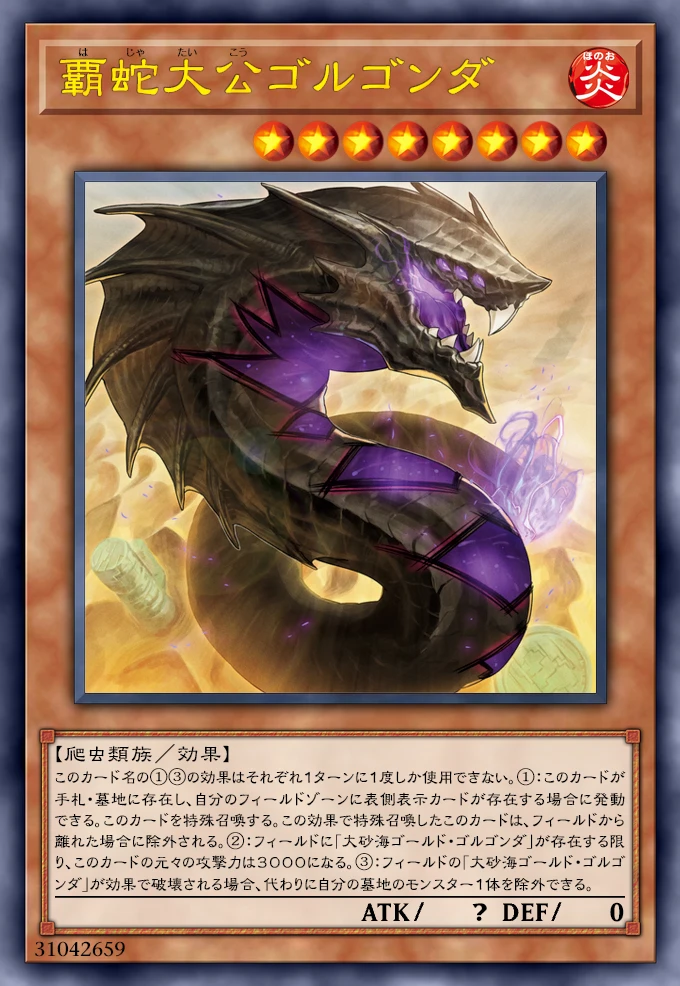 は じゃ たい こう
覇蛇大公ゴルゴンダ
ほのお
炎
【爬虫類族／効果】
このカード名の①③の効果はそれぞれ1ターンに1度しか使用できない。①：このカードが
手札・墓地に存在し、自分のフィールドゾーンに表側表示カードが存在する場合に発動
できる。このカードを特殊召喚する。この効果で特殊召喚したこのカードは、フィールドから
離れた場合に除外される。②：フィールドに「大砂海ゴールド・ゴルゴンダ」が存在する限
り、このカードの元々の攻撃力は３０００になる。③：フィールドの「大砂海ゴールド・ゴルゴ
ンダ」が効果で破壊される場合、代わりに自分の墓地のモンスター1体を除外できる。
ATK/ ? DEF/ 0
31042659